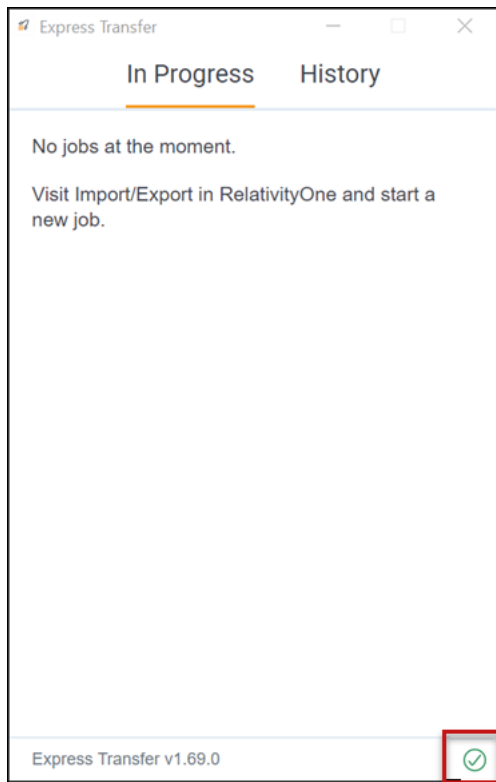 Express Transfer
In Progress History
No jobs at the moment.
Visit Import/Export in RelativityOne and start a
new job.
Express Transfer v1.69.0